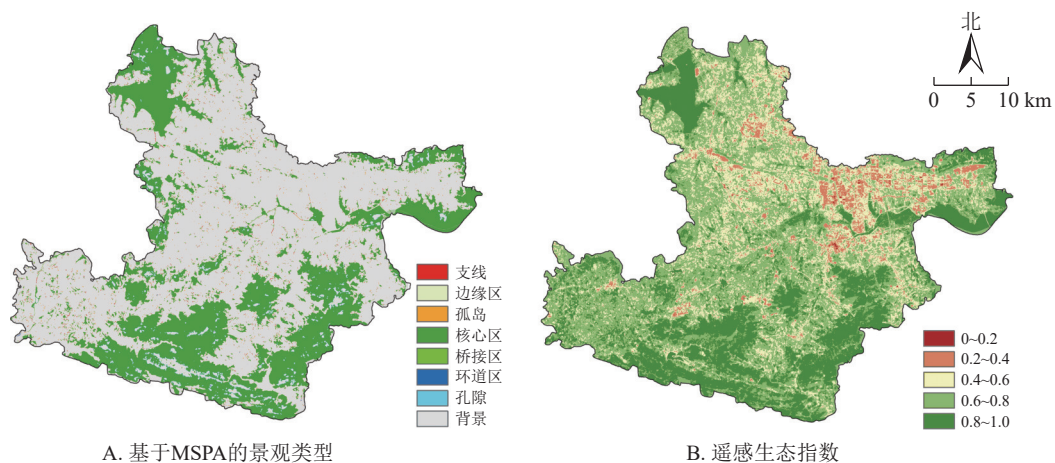 北
0 5 10 km
支线
边缘区
孤岛
核心区
桥接区
环道区
孔隙
背景
0~0.2
0.2~0.4
0.4~0.6
0.6~0.8
0.8~1.0
A. 基于MSPA的景观类型
B. 遥感生态指数